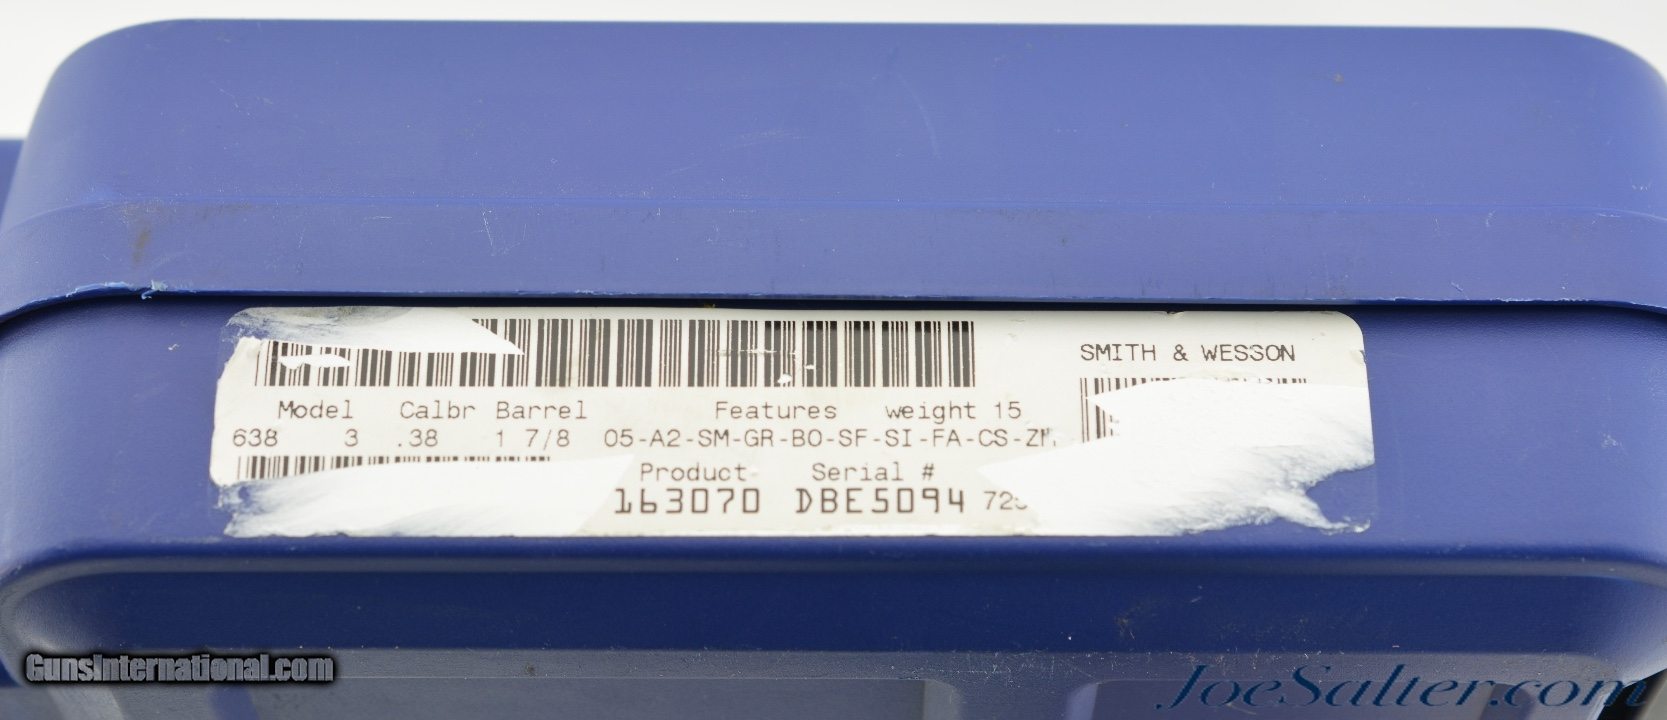 SMITH & WESSON
Model Calbr Barrel Features weight 15
638 3 .38 1 7/8 05-A2-SM-GR-BO-SF-SI-FA-CS-
Product Serial #
163070 DBE5094
GunsInternational.com
JoeSalter.com